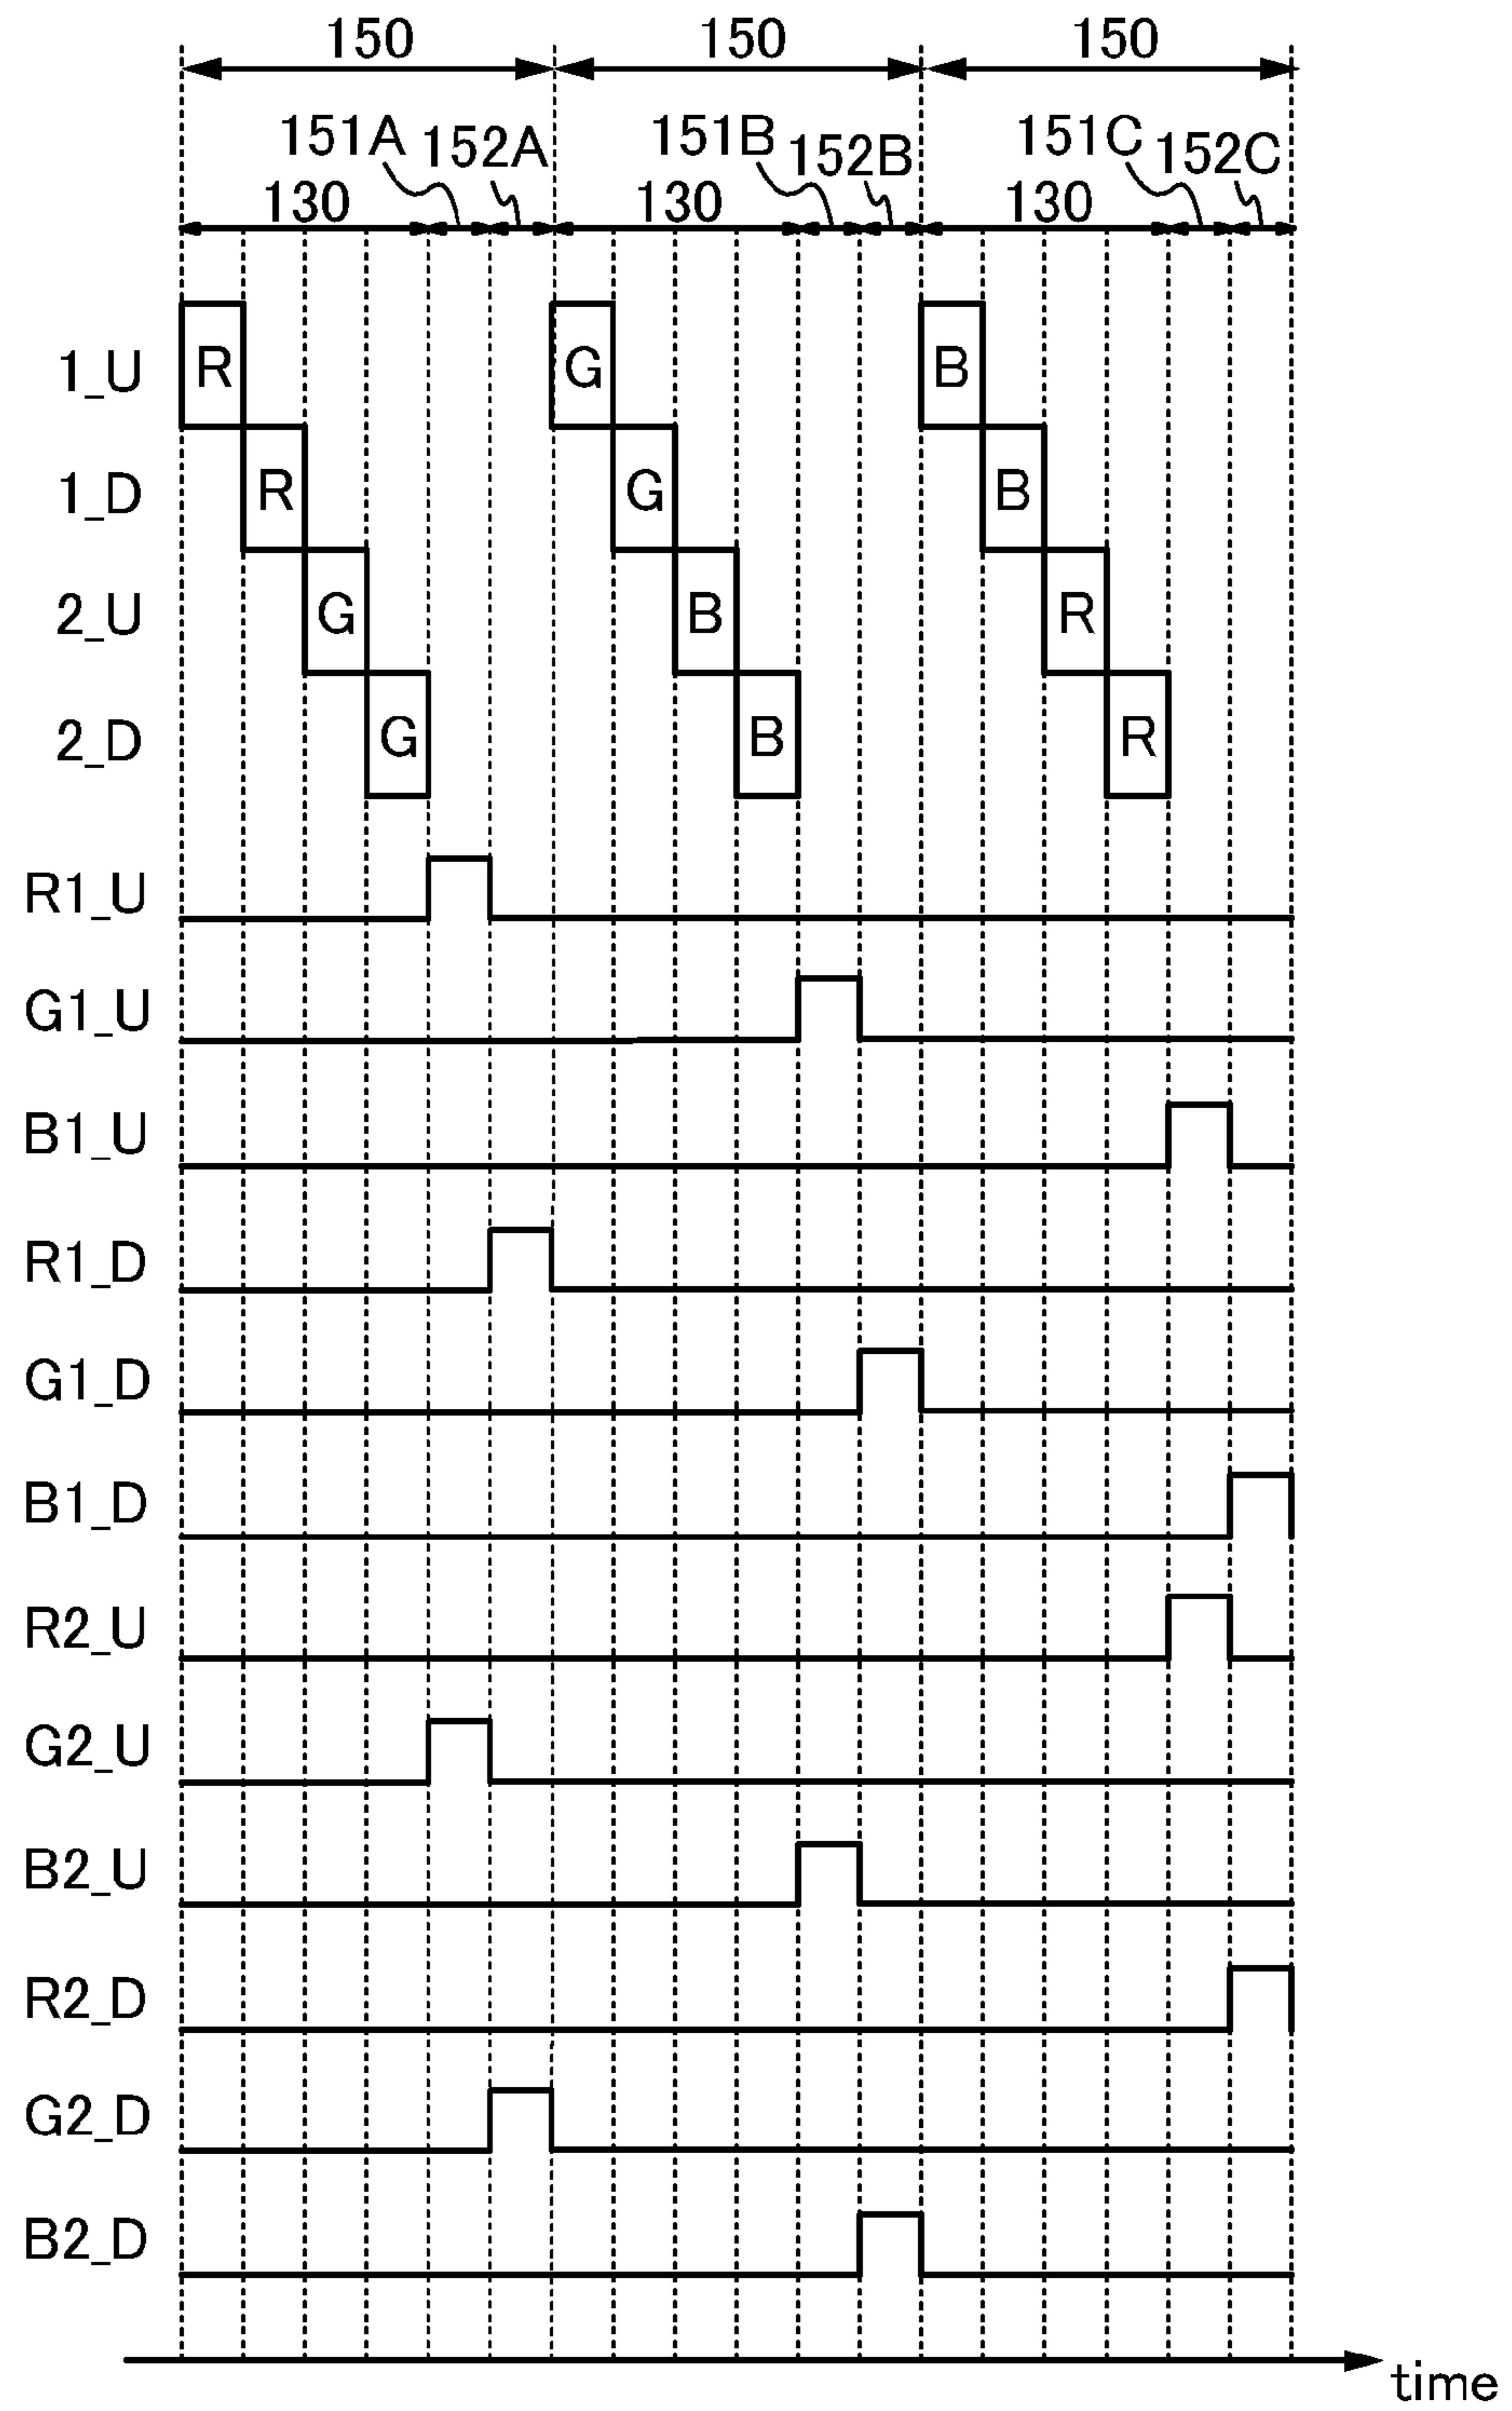 150 150 150
151A 152A 151B 152B 151C 152C
130 130 130
1_U R G B
1_D R G B
2_U G B R
2_D G B R
R1_U
G1_U
B1_U
R1_D
G1_D
B1_D
R2_U
G2_U
B2_U
R2_D
G2_D
B2_D
time